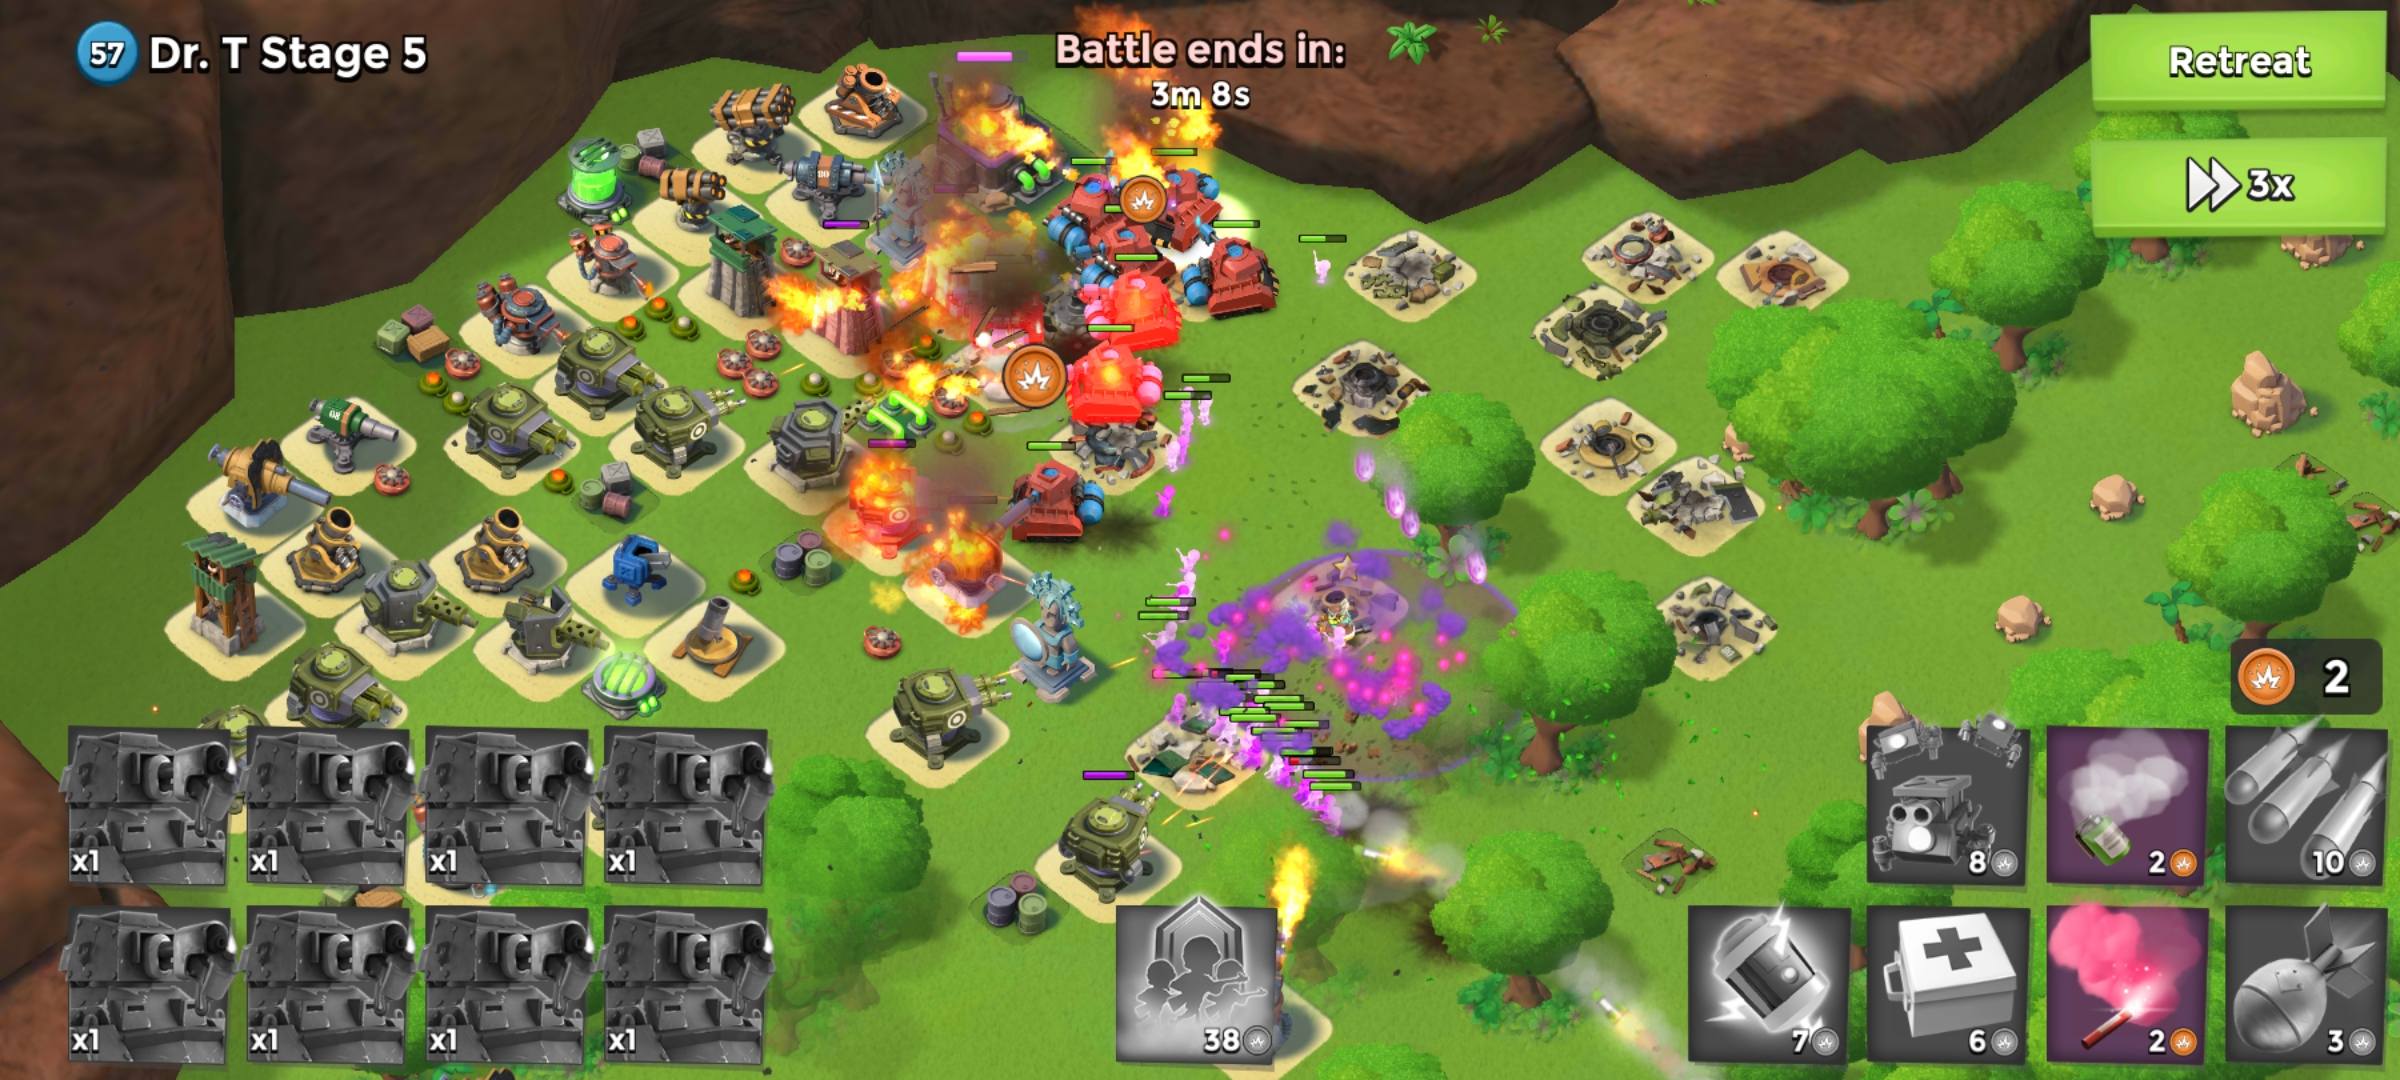 57 Dr. T Stage 5
Battle ends in:
3m 8s
Retreat
3x
2
x1 x1 x1 x1
8 2 10
x1 x1 x1 x1
38 7 6 2 3